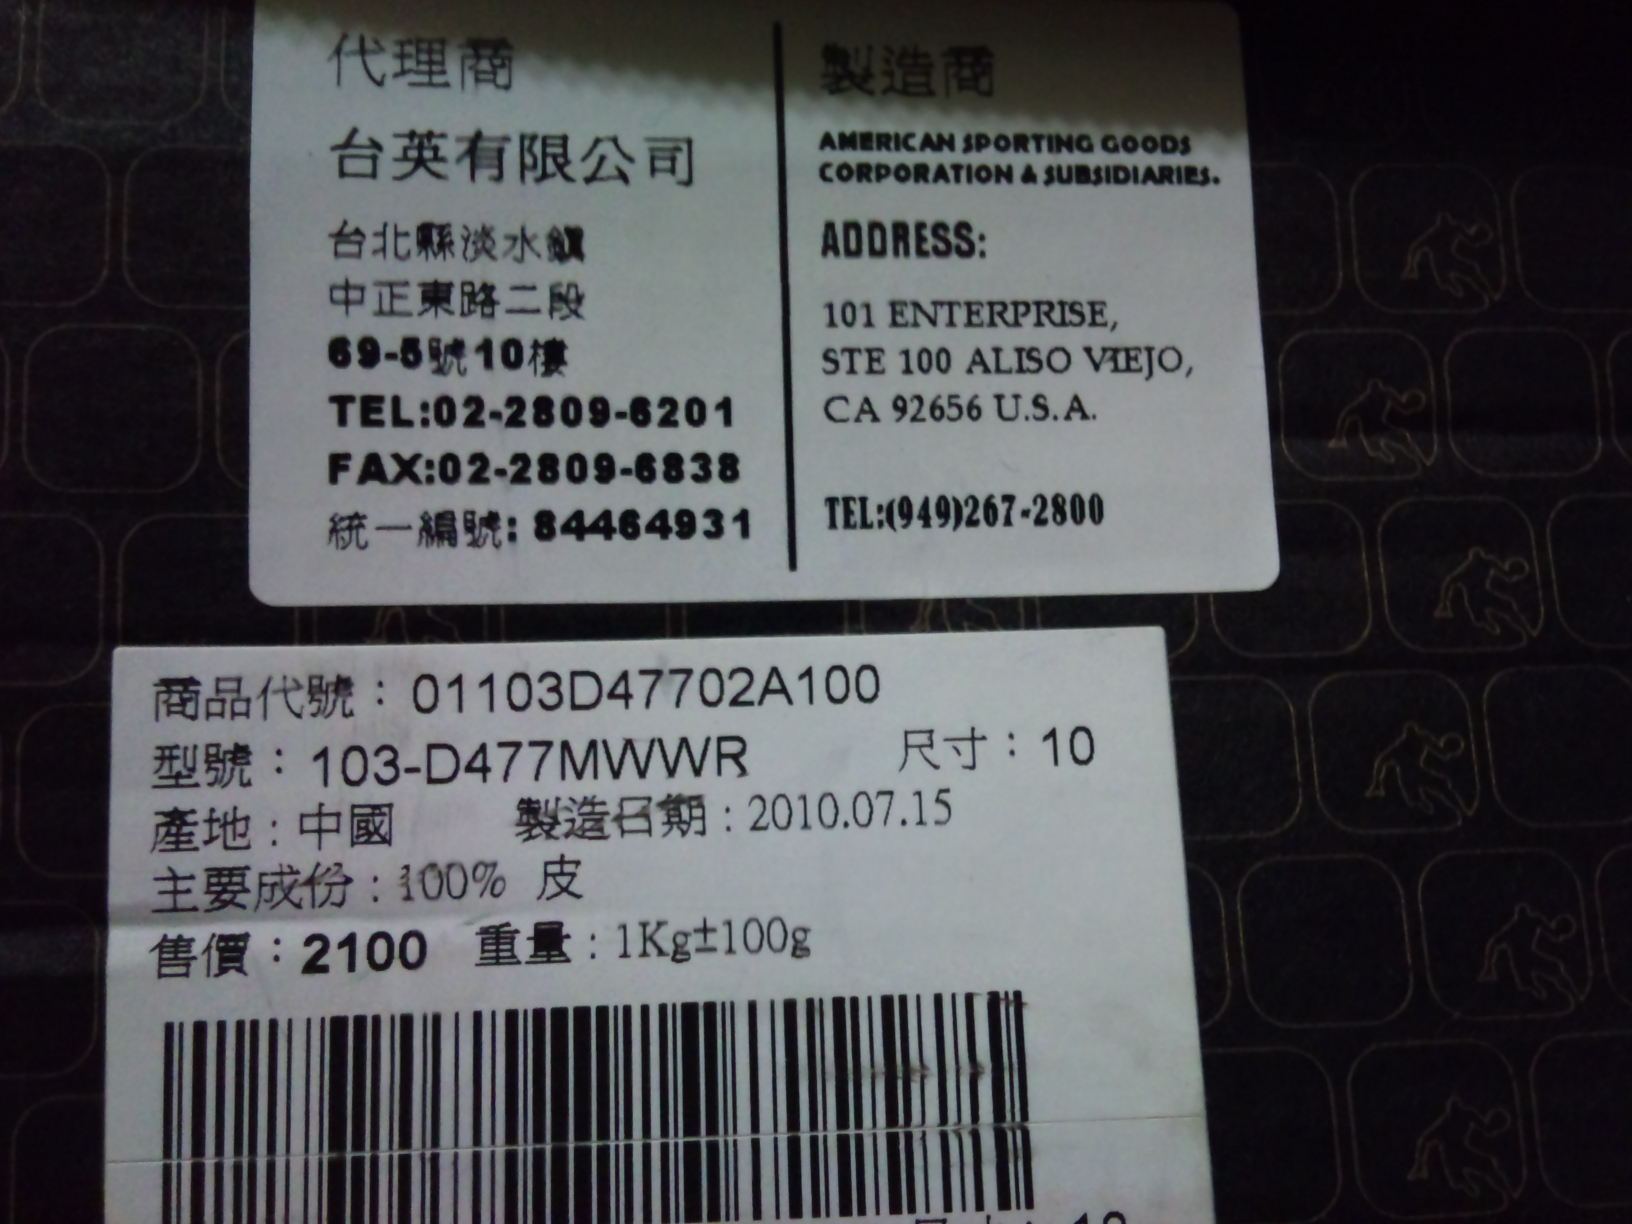 代理商
台英有限公司
台北縣淡水鎮
中正東路二段
69-5號10樓
TEL:02-2809-6201
FAX:02-2809-6838
統一編號: 84464931
製造商
AMERICAN SPORTING GOODS
CORPORATION & SUBSIDIARIES.
ADDRESS:
101 ENTERPRISE,
STE 100 ALISO VIEJO,
CA 92656 U.S.A.
TEL:(949)267-2800
商品代號：01103D47702A100
型號：103-D477MWWR 尺寸：10
產地：中國 製造日期：2010.07.15
主要成份：100% 皮
售價：2100 重量：1Kg±100g